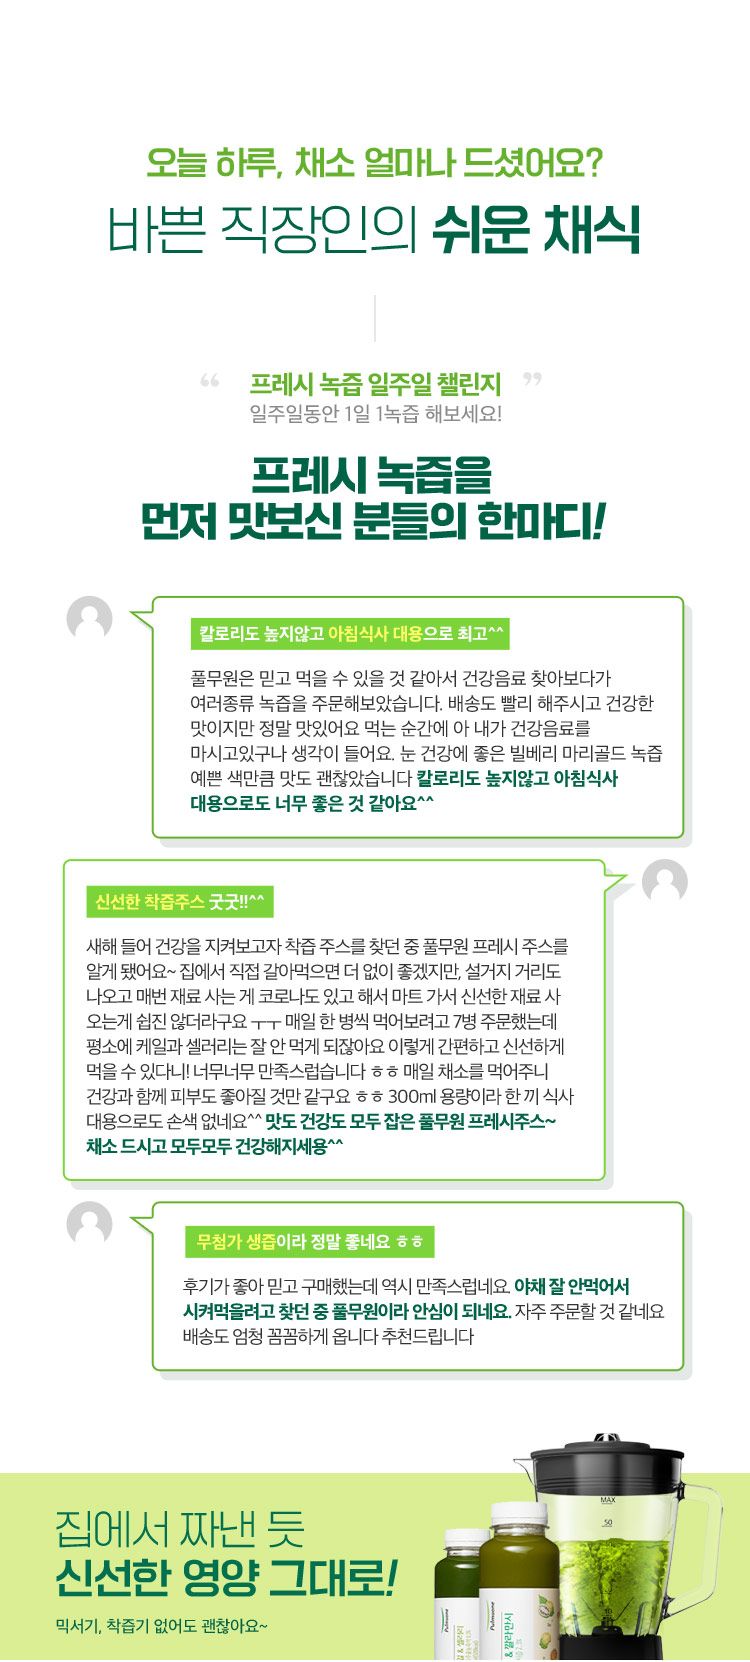 오늘 하루, 채소 얼마나 드셨어요?
바쁜 직장인의 쉬운 채식
“ 프레시 녹즙 일주일 챌린지 ”
일주일동안 1일 1녹즙 해보세요!
프레시 녹즙을
먼저 맛보신 분들의 한마디!
칼로리도 높지않고 아침식사 대용으로 최고^^
풀무원은 믿고 먹을 수 있을 것 같아서 건강음료 찾아보다가
여러종류 녹즙을 주문해보았습니다. 배송도 빨리 해주시고 건강한
맛이지만 정말 맛있어요 먹는 순간에 아 내가 건강음료를
마시고있구나 생각이 들어요. 눈 건강에 좋은 빌베리 마리골드 녹즙
예쁜 색만큼 맛도 괜찮았습니다 칼로리도 높지않고 아침식사
대용으로도 너무 좋은 것 같아요^^
신선한 착즙주스 굿굿!!^^
새해 들어 건강을 지켜보고자 착즙 주스를 찾던 중 풀무원 프레시 주스를
알게 됐어요~ 집에서 직접 갈아먹으면 더 없이 좋겠지만, 설거지 거리도
나오고 매번 재료 사는 게 코로나도 있고 해서 마트 가서 신선한 재료 사
오는게 쉽진 않더라구요 ㅜㅜ 매일 한 병씩 먹어보려고 7병 주문했는데
평소에 케일과 셀러리는 잘 안 먹게 되잖아요 이렇게 간편하고 신선하게
먹을 수 있다니! 너무너무 만족스럽습니다 ㅎㅎ 매일 채소를 먹어주니
건강과 함께 피부도 좋아질 것만 같구요 ㅎㅎ 300ml 용량이라 한 끼 식사
대용으로도 손색 없네요^^ 맛도 건강도 모두 잡은 풀무원 프레시주스~
채소 드시고 모두모두 건강해지세용^^
무첨가 생즙이라 정말 좋네요 ㅎㅎ
후기가 좋아 믿고 구매했는데 역시 만족스럽네요. 야채 잘 안먹어서
시켜먹을려고 찾던 중 풀무원이라 안심이 되네요. 자주 주문할 것 같네요
배송도 엄청 꼼꼼하게 옵니다 추천드립니다
집에서 짜낸 듯
신선한 영양 그대로!
믹서기, 착즙기 없어도 괜찮아요~
MAX
50
Pulmuone
& 셀러리
Pulmuone
& 깔라만시